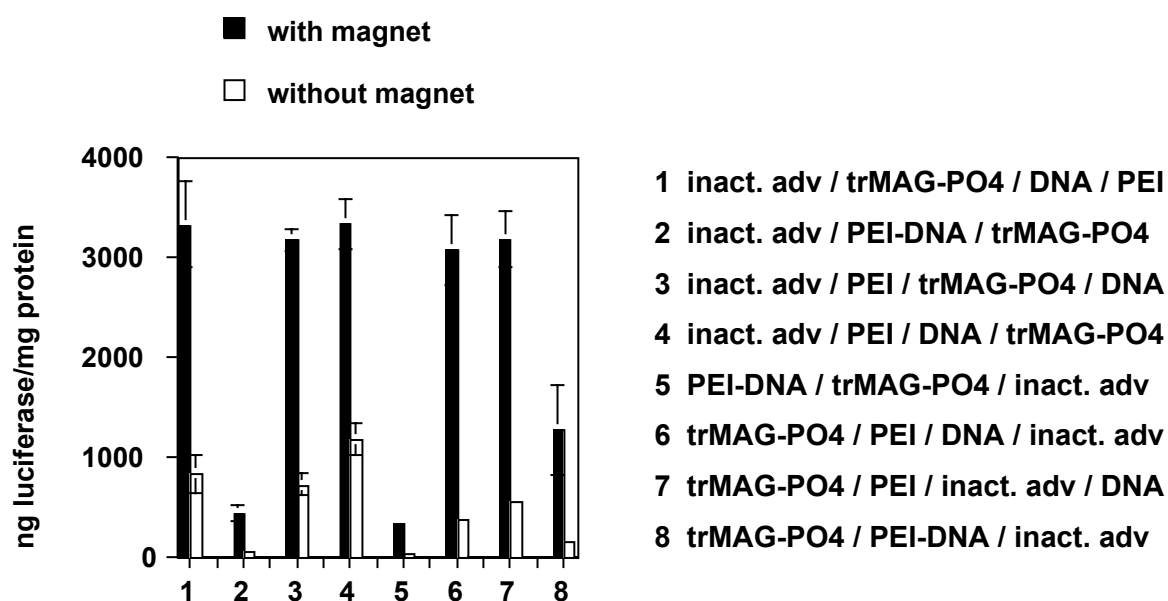 with magnet
without magnet
ng luciferase/mg protein
4000
3000
2000
1000
0
1 2 3 4 5 6 7 8
1 inact. adv / trMAG-PO4 / DNA / PEI
2 inact. adv / PEI-DNA / trMAG-PO4
3 inact. adv / PEI / trMAG-PO4 / DNA
4 inact. adv / PEI / DNA / trMAG-PO4
5 PEI-DNA / trMAG-PO4 / inact. adv
6 trMAG-PO4 / PEI / DNA / inact. adv
7 trMAG-PO4 / PEI / inact. adv / DNA
8 trMAG-PO4 / PEI-DNA / inact. adv